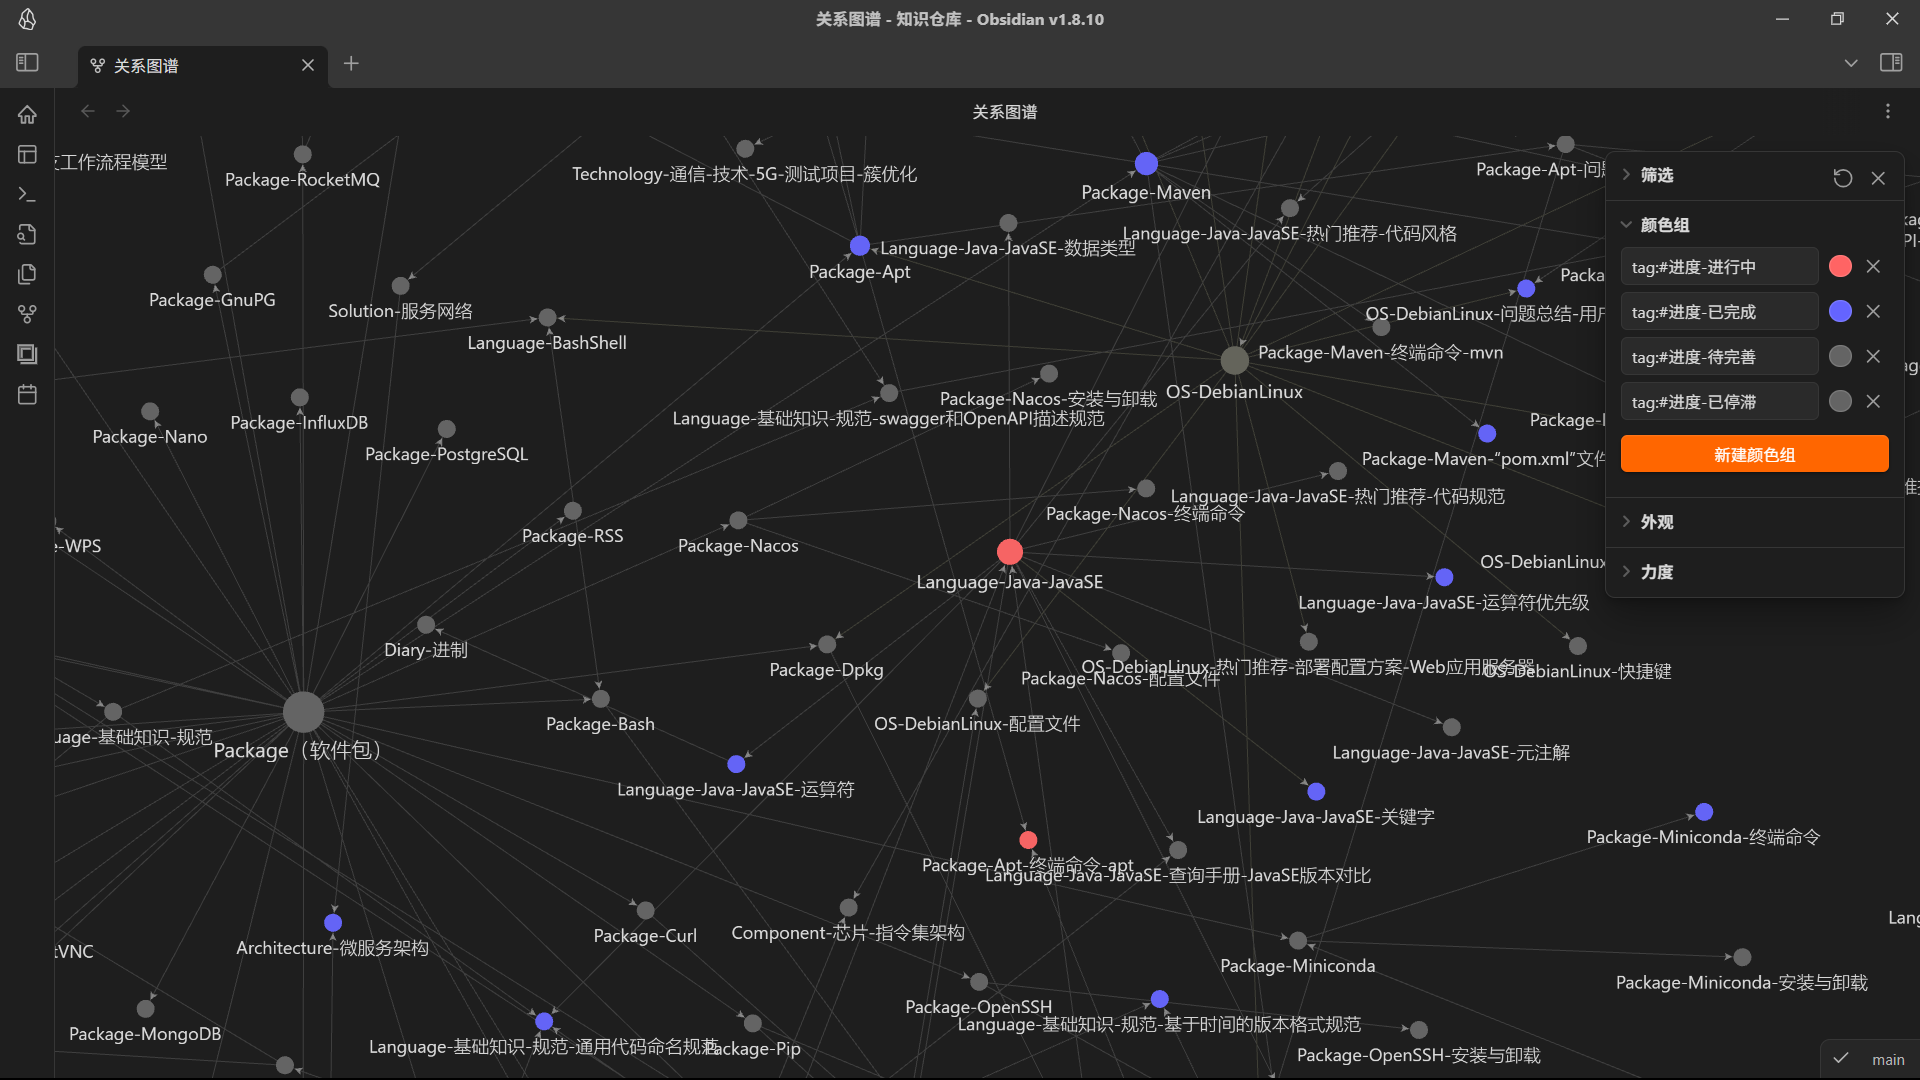 关系图谱 - 知识仓库 - Obsidian v1.8.10
关系图谱
关系图谱
工作流程模型
Package-RocketMQ
Technology-通信-技术-5G-测试项目-簇优化
Package-Maven
Package-Apt-问
Language-Java-JavaSE-数据类型
Language-Java-JavaSE-热门推荐-代码风格
Package-Apt
Package-GnuPG
Solution-服务网络
Packa
OS-DebianLinux-问题总结-用户
Language-BashShell
Package-Maven-终端命令-mvn
OS-DebianLinux
Package-Nacos-安装与卸载
Language-基础知识-规范-swagger和OpenAPI描述规范
Package-InfluxDB
Package-Nano
Package-PostgreSQL
Package-
Package-Maven-“pom.xml”文件
Language-Java-JavaSE-热门推荐-代码规范
Package-Nacos-终端命令
Package-RSS
Package-Nacos
e-WPS
Language-Java-JavaSE
OS-DebianLinux
Language-Java-JavaSE-运算符优先级
Diary-进制
Package-Dpkg
OS-DebianLinux-热门推荐-部署配置方案-Web应用服务器
OS-DebianLinux-快捷键
Package-Nacos-配置文件
Package-Bash
OS-DebianLinux-配置文件
uage-基础知识-规范
Package（软件包）
Language-Java-JavaSE-元注解
Language-Java-JavaSE-运算符
Language-Java-JavaSE-关键字
Package-Miniconda-终端命令
Package-Apt-终端命令-apt
Language-Java-JavaSE-查询手册-JavaSE版本对比
Lang
Package-Curl
Component-芯片-指令集架构
Architecture-微服务架构
tVNC
Package-Miniconda
Package-Miniconda-安装与卸载
Package-OpenSSH
Language-基础知识-规范-基于时间的版本格式规范
Package-MongoDB
Language-基础知识-规范-通用代码命名规范
Package-Pip
Package-OpenSSH-安装与卸载
筛选
颜色组
tag:#进度-进行中
tag:#进度-已完成
tag:#进度-待完善
tag:#进度-已停滞
新建颜色组
外观
力度
main